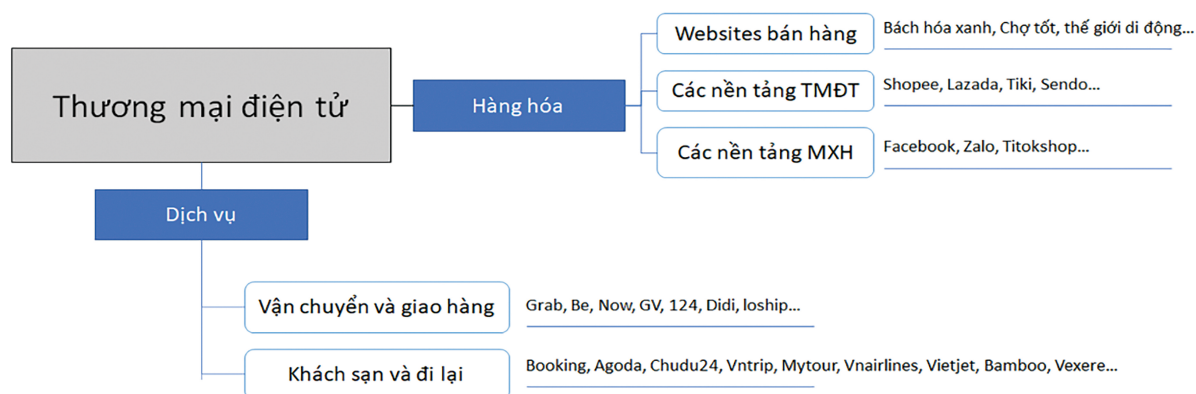 Thương mại điện tử
Hàng hóa
Websites bán hàng
Bách hóa xanh, Chợ tốt, thế giới di động...
Các nền tảng TMĐT
Shopee, Lazada, Tiki, Sendo...
Các nền tảng MXH
Facebook, Zalo, Titokshop...
Dịch vụ
Vận chuyển và giao hàng
Grab, Be, Now, GV, 124, Didi, loship...
Khách sạn và đi lại
Booking, Agoda, Chudu24, Vntrip, Mytour, Vnairlines, Vietjet, Bamboo, Vexere...